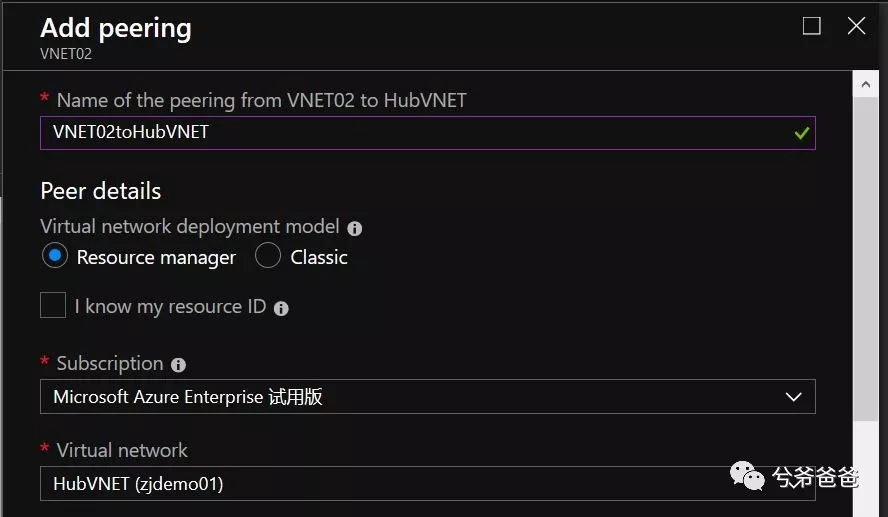 Add peering
VNET02
* Name of the peering from VNET02 to HubVNET
VNET02toHubVNET
Peer details
Virtual network deployment model
Resource manager
Classic
I know my resource ID
* Subscription
Microsoft Azure Enterprise 试用版
* Virtual network
HubVNET (zjdemo01)
兮爷爸爸